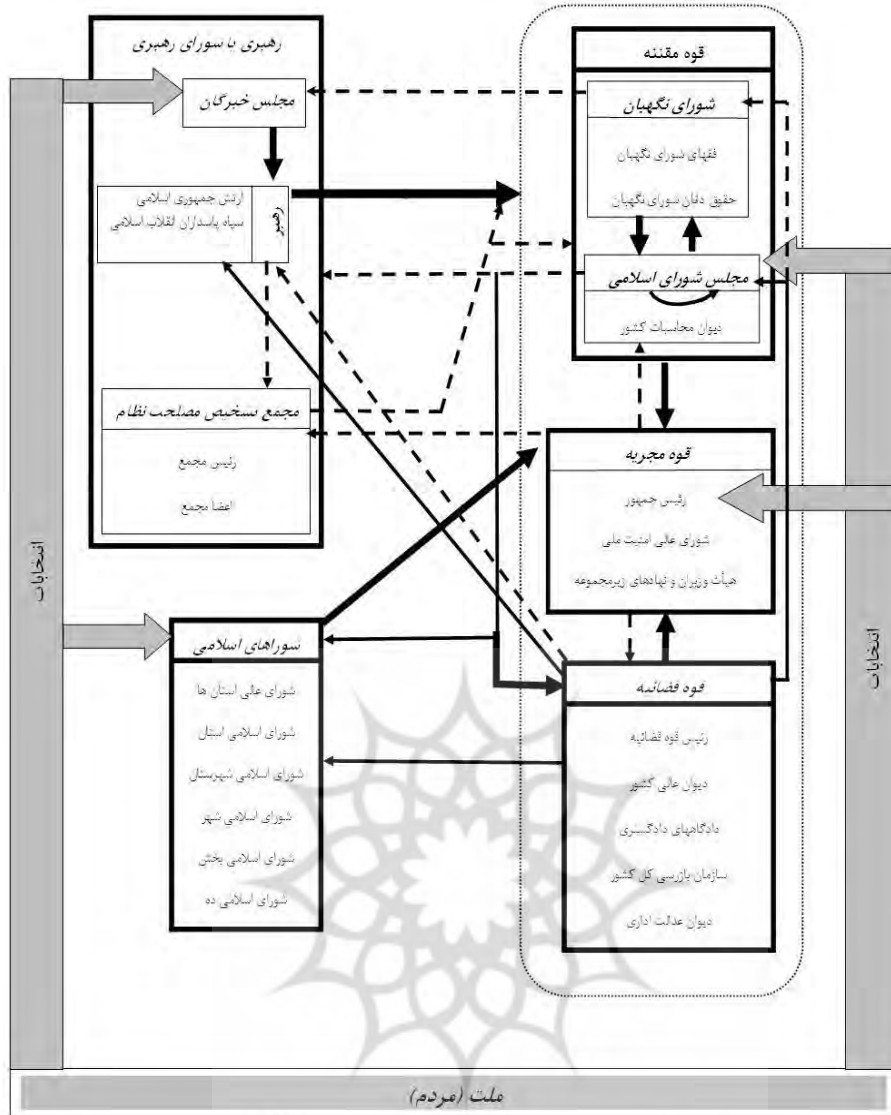 قوه مقننه
شورای نگهبان
فقهای شورای نگهبان
حقوق دانان شورای نگهبان
مجلس شورای اسلامی
دیوان محاسبات کشور
قوه مجریه
رئیس جمهور
شورای عالی امنیت ملی
هیأت وزیران و نهادهای زیرمجموعه
قوه قضائیه
رئیس قوه قضائیه
دیوان عالی کشور
دادگاههای دادگستری
سازمان بازرسی کل کشور
دیوان عدالت اداری
رهبری یا شورای رهبری
مجلس خبرگان
رهبر
ارتش جمهوری اسلامی
سپاه پاسداران انقلاب اسلامی
مجمع تشخیص مصلحت نظام
رئیس مجمع
اعضا مجمع
شوراهای اسلامی
شورای عالی استان ها
شورای اسلامی استان
شورای اسلامی شهرستان
شورای اسلامی شهر
شورای اسلامی بخش
شورای اسلامی ده
انتخابات
انتخابات
ملت (مردم)